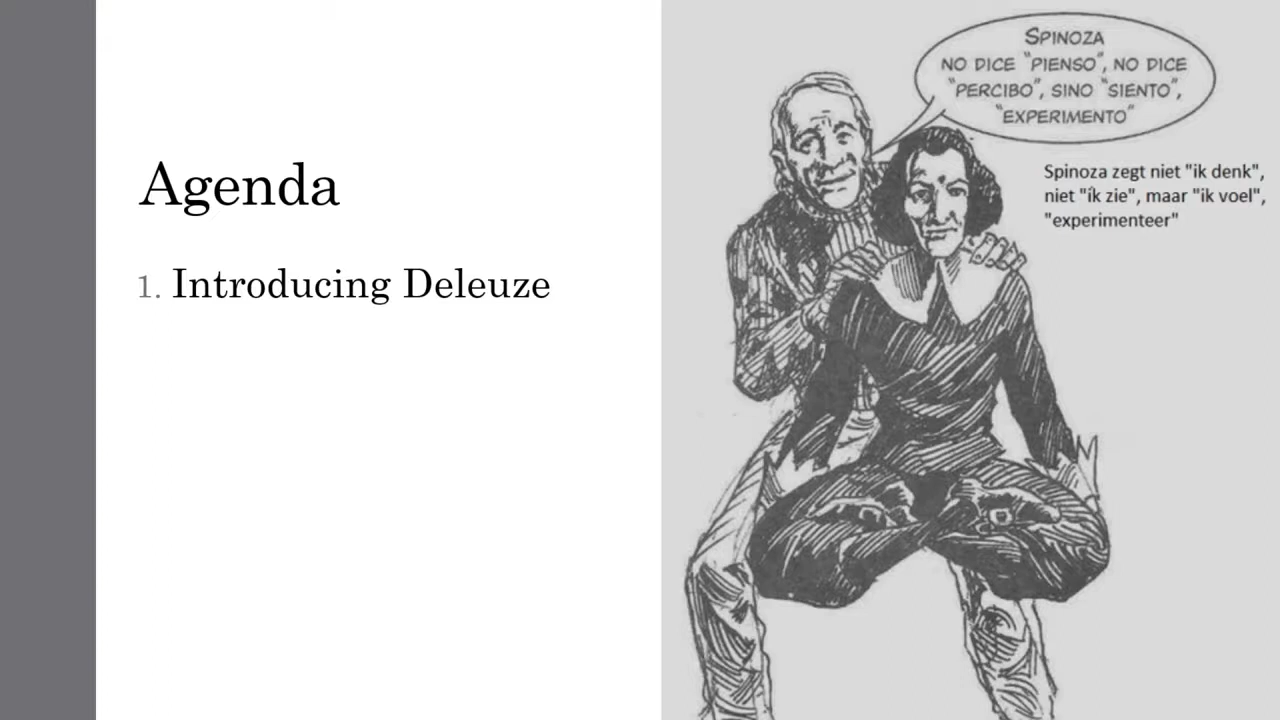 Agenda
1. Introducing Deleuze
SPINOZA
NO DICE "PIENSO", NO DICE
"PERCIBO", SINO "SIENTO",
"EXPERIMENTO"
Spinoza zegt niet "ik denk",
niet "ík zie", maar "ik voel",
"experimenteer"